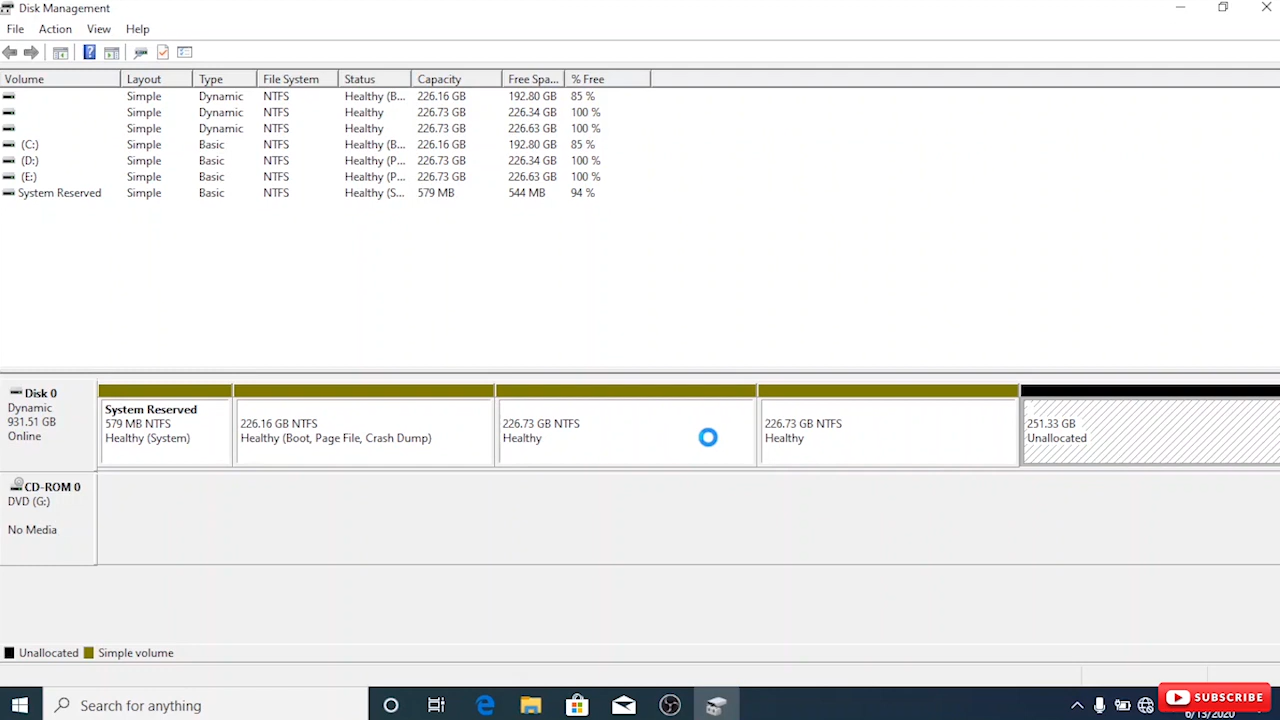 Disk Management
File Action View Help
Volume Layout Type File System Status Capacity Free Spa... % Free
Simple Dynamic NTFS Healthy (B... 226.16 GB 192.80 GB 85 %
Simple Dynamic NTFS Healthy 226.73 GB 226.34 GB 100 %
Simple Dynamic NTFS Healthy 226.73 GB 226.63 GB 100 %
(C:) Simple Basic NTFS Healthy (B... 226.16 GB 192.80 GB 85 %
(D:) Simple Basic NTFS Healthy (P... 226.73 GB 226.34 GB 100 %
(E:) Simple Basic NTFS Healthy (P... 226.73 GB 226.63 GB 100 %
System Reserved Simple Basic NTFS Healthy (S... 579 MB 544 MB 94 %
Disk 0
Dynamic
931.51 GB
Online
System Reserved
579 MB NTFS
Healthy (System)
226.16 GB NTFS
Healthy (Boot, Page File, Crash Dump)
226.73 GB NTFS
Healthy
226.73 GB NTFS
Healthy
251.33 GB
Unallocated
CD-ROM 0
DVD (G:)
No Media
Unallocated Simple volume
Search for anything
SUBSCRIBE
6/13/2020